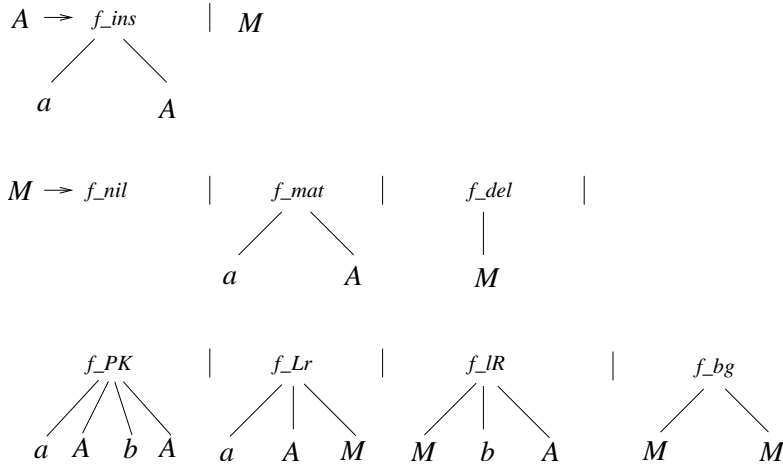 A → f_ins | M
a A
M → f_nil | f_mat | f_del |
a A M
f_PK | f_Lr | f_lR | f_bg
a A b A a A M M b A M M